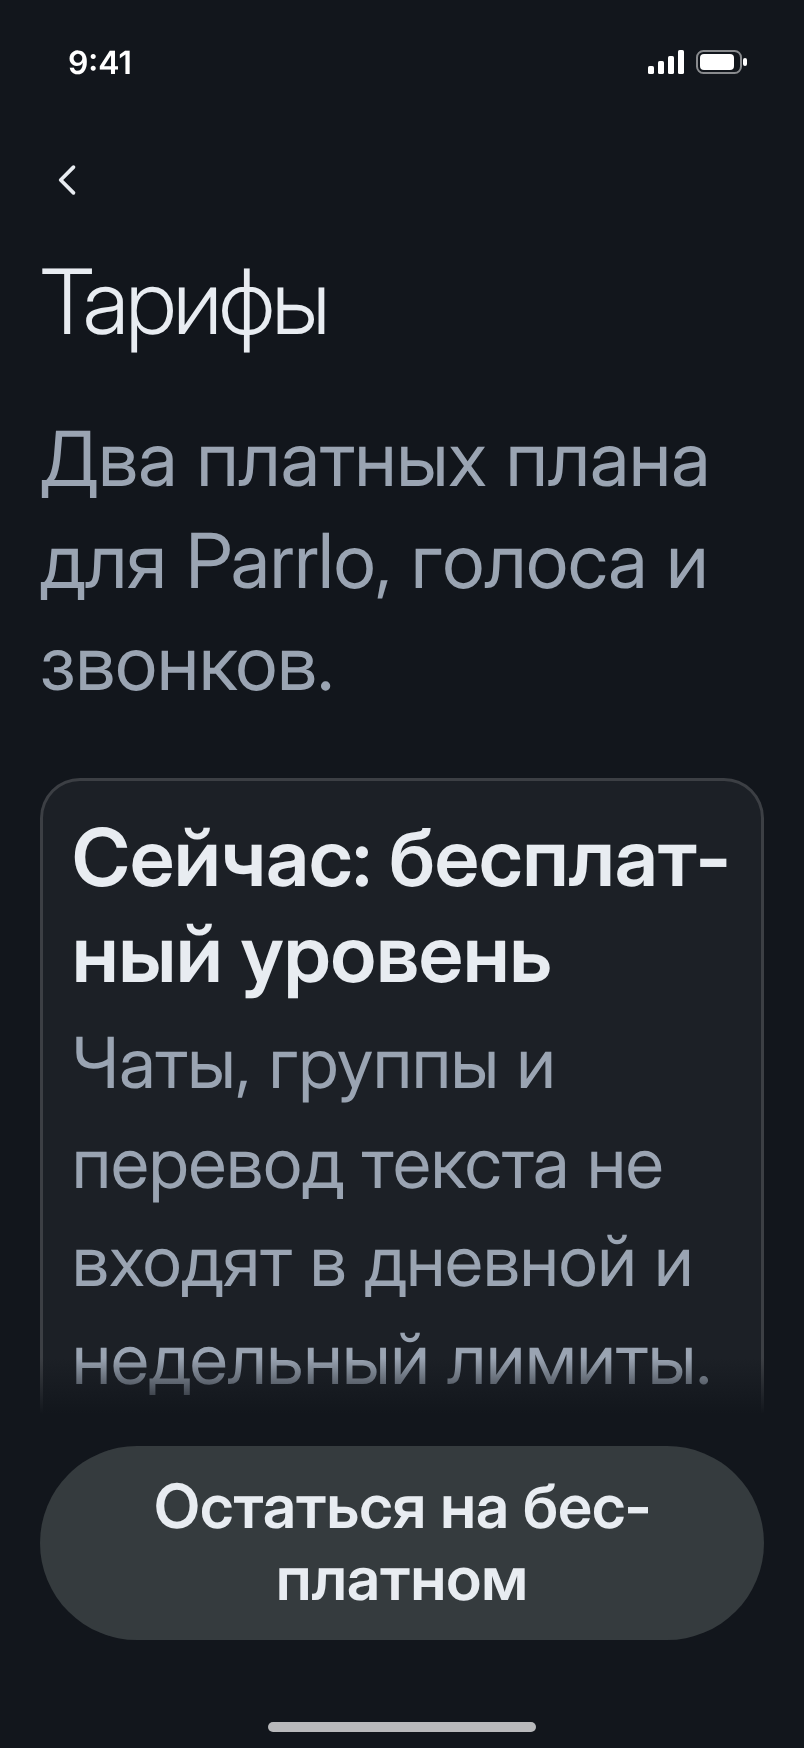 9:41
Тарифы
Два платных плана
для Parrlo, голоса и
звонков.
Сейчас: бесплат-
ный уровень
Чаты, группы и
перевод текста не
входят в дневной и
недельный лимиты.
Остаться на бес-
платном